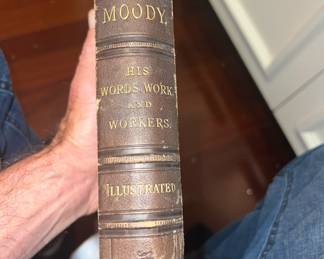 MOODY,
HIS
WORDS WORK
AND
WORKERS.
ILLUSTRATED